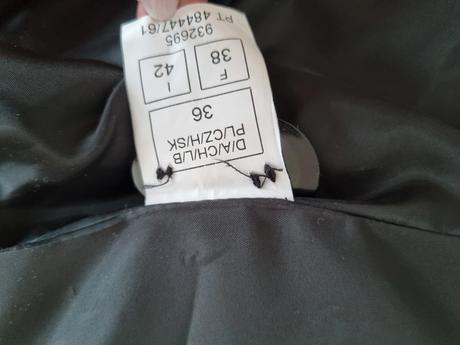 D/A/CH/L/B
PL/CZ/H/SK
36
F
38
I
42
932695
PT 48447/61